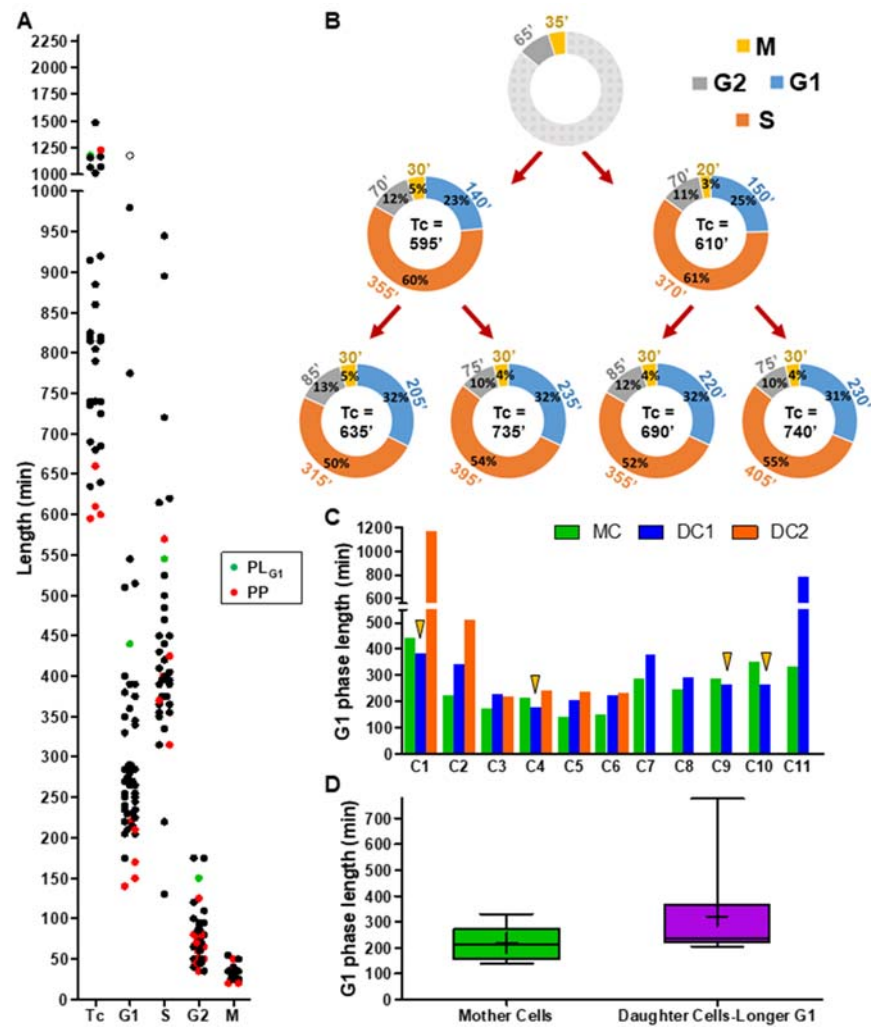 A
Length (min)
2250
2000
1750
1500
1250
1000
1000
950
900
850
800
750
700
650
600
550
500
450
400
350
300
250
200
150
100
50
0
Tc G1 S G2 M
PL G1
PP
B
65' 35'
M
G2 G1
S
70' 30' 140'
12% 5% 23%
Tc =
595'
60%
355'
70' 20' 150'
11% 3% 25%
Tc =
610'
61%
370'
85' 30' 205'
13% 5% 32%
Tc =
635'
50%
315'
75' 30' 235'
10% 4% 32%
Tc =
735'
54%
395'
85' 30' 220'
12% 4% 32%
Tc =
690'
52%
355'
75' 30' 230'
10% 4% 31%
Tc =
740'
55%
405'
C
G1 phase length (min)
MC DC1 DC2
1200
1000
800
600
500
400
300
200
100
0
C1 C2 C3 C4 C5 C6 C7 C8 C9 C10 C11
D
G1 phase length (min)
700
600
500
400
300
200
100
0
Mother Cells Daughter Cells-Longer G1